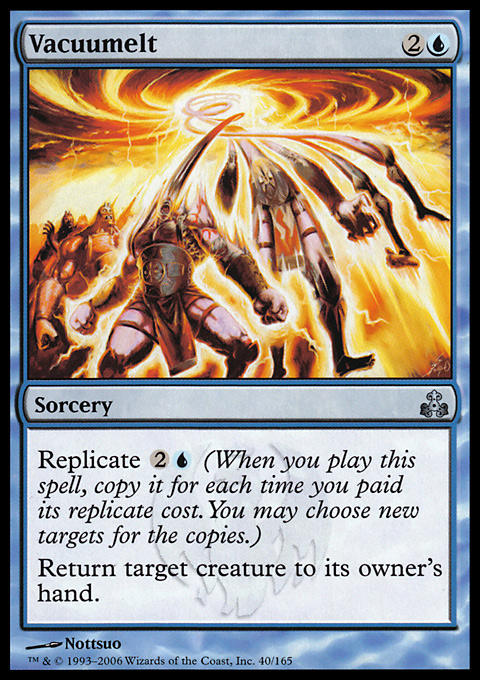 Vacuumelt 2
Sorcery
Replicate 2 (When you play this
spell, copy it for each time you paid
its replicate cost. You may choose new
targets for the copies.)
Return target creature to its owner's
hand.
Nottsuo
™ & © 1993–2006 Wizards of the Coast, Inc. 40/165